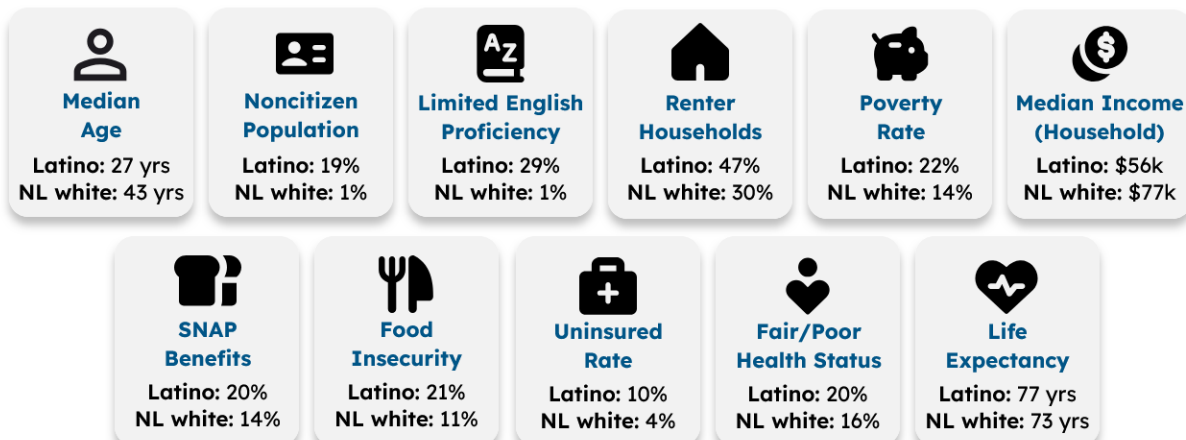 AZ
Median
Age
Latino: 27 yrs
NL white: 43 yrs
Noncitizen
Population
Latino: 19%
NL white: 1%
Limited English
Proficiency
Latino: 29%
NL white: 1%
Renter
Households
Latino: 47%
NL white: 30%
Poverty
Rate
Latino: 22%
NL white: 14%
$
Median Income
(Household)
Latino: $56k
NL white: $77k
SNAP
Benefits
Latino: 20%
NL white: 14%
Food
Insecurity
Latino: 21%
NL white: 11%
Uninsured
Rate
Latino: 10%
NL white: 4%
Fair/Poor
Health Status
Latino: 20%
NL white: 16%
Life
Expectancy
Latino: 77 yrs
NL white: 73 yrs